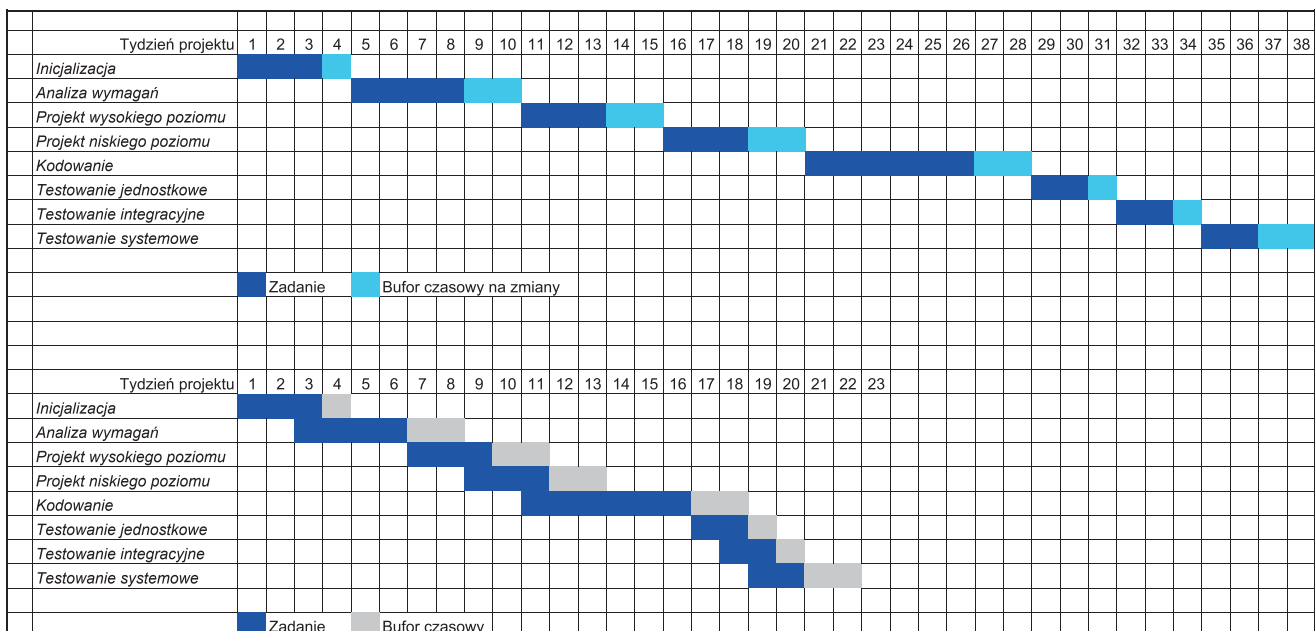 Tydzień projektu 1 2 3 4 5 6 7 8 9 10 11 12 13 14 15 16 17 18 19 20 21 22 23 24 25 26 27 28 29 30 31 32 33 34 35 36 37 38
Inicjalizacja
Analiza wymagań
Projekt wysokiego poziomu
Projekt niskiego poziomu
Kodowanie
Testowanie jednostkowe
Testowanie integracyjne
Testowanie systemowe
Zadanie Bufor czasowy na zmiany
Tydzień projektu 1 2 3 4 5 6 7 8 9 10 11 12 13 14 15 16 17 18 19 20 21 22 23
Inicjalizacja
Analiza wymagań
Projekt wysokiego poziomu
Projekt niskiego poziomu
Kodowanie
Testowanie jednostkowe
Testowanie integracyjne
Testowanie systemowe
Zadanie Bufor czasowy